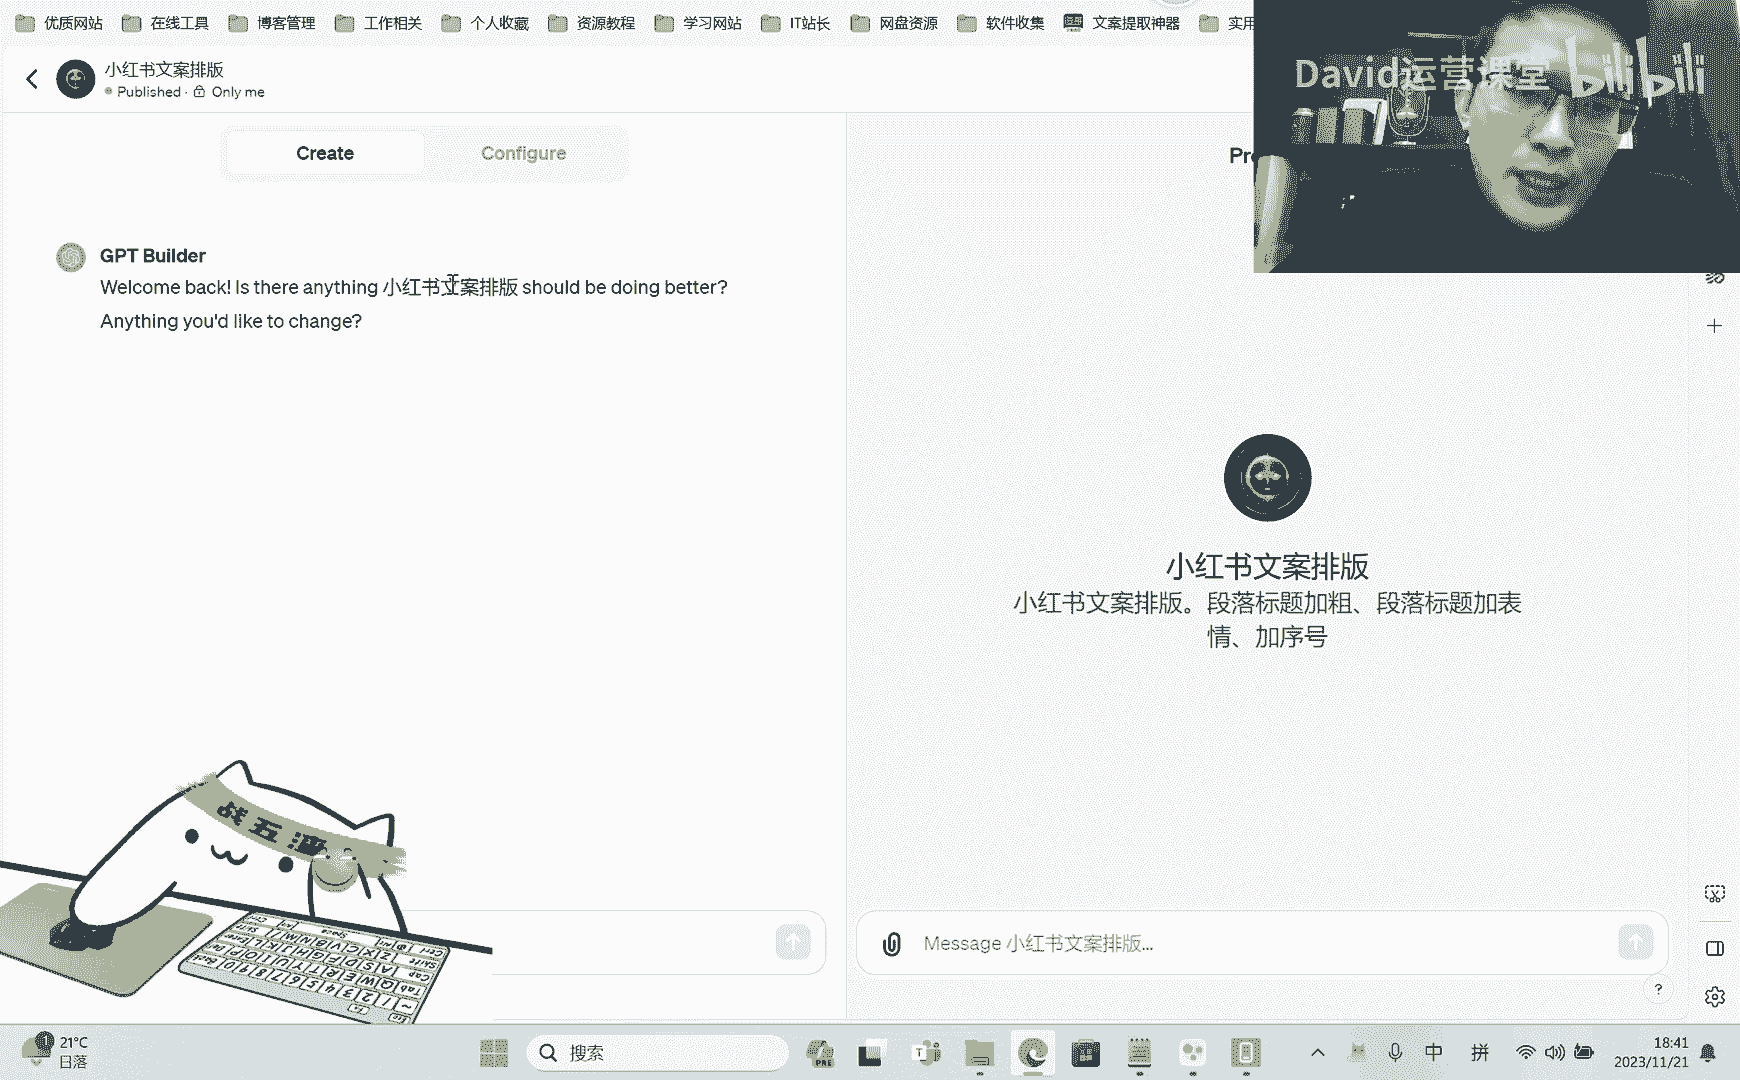 优质网站 在线工具 博客管理 工作相关 个人收藏 资源教程 学习网站 IT站长 网盘资源 软件收集 文案提取神器 实用
David运营课堂 bilibili
小红书文案排版
Published · Only me
Create Configure
GPT Builder
Welcome back! Is there anything 小红书文案排版 should be doing better?
Anything you'd like to change?
小红书文案排版
小红书文案排版。段落标题加粗、段落标题加表
情、加序号
战五渣
Message 小红书文案排版...
?
21°C
日落
搜索
中 拼
18:41
2023/11/21